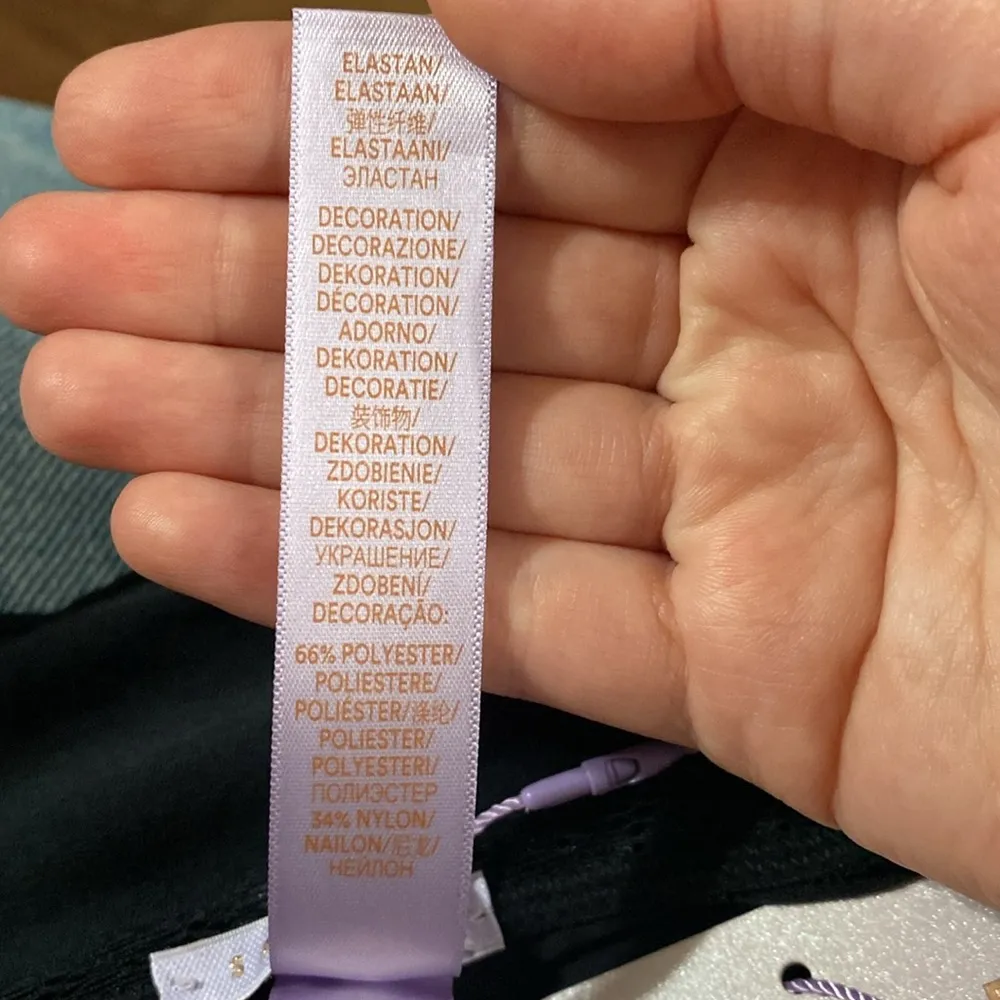 ELASTAN/
ELASTAAN/
弹性纤维/
ELASTAANI/
ЭЛАСТАН
DECORATION/
DECORAZIONE/
DEKORATION/
DÉCORATION/
ADORNO/
DEKORATION/
DECORATIE/
装饰物/
DEKORATION/
ZDOBIENIE/
KORISTE/
DEKORASJON/
УКРАШЕНИЕ/
ZDOBENÍ/
DECORAÇÃO:
66% POLYESTER/
POLIESTERE/
POLIÉSTER/涤纶/
POLIESTER/
POLYESTERI/
ПОЛИЭСТЕР
34% NYLON/
NAILON/尼龙/
НЕЙЛОН
S